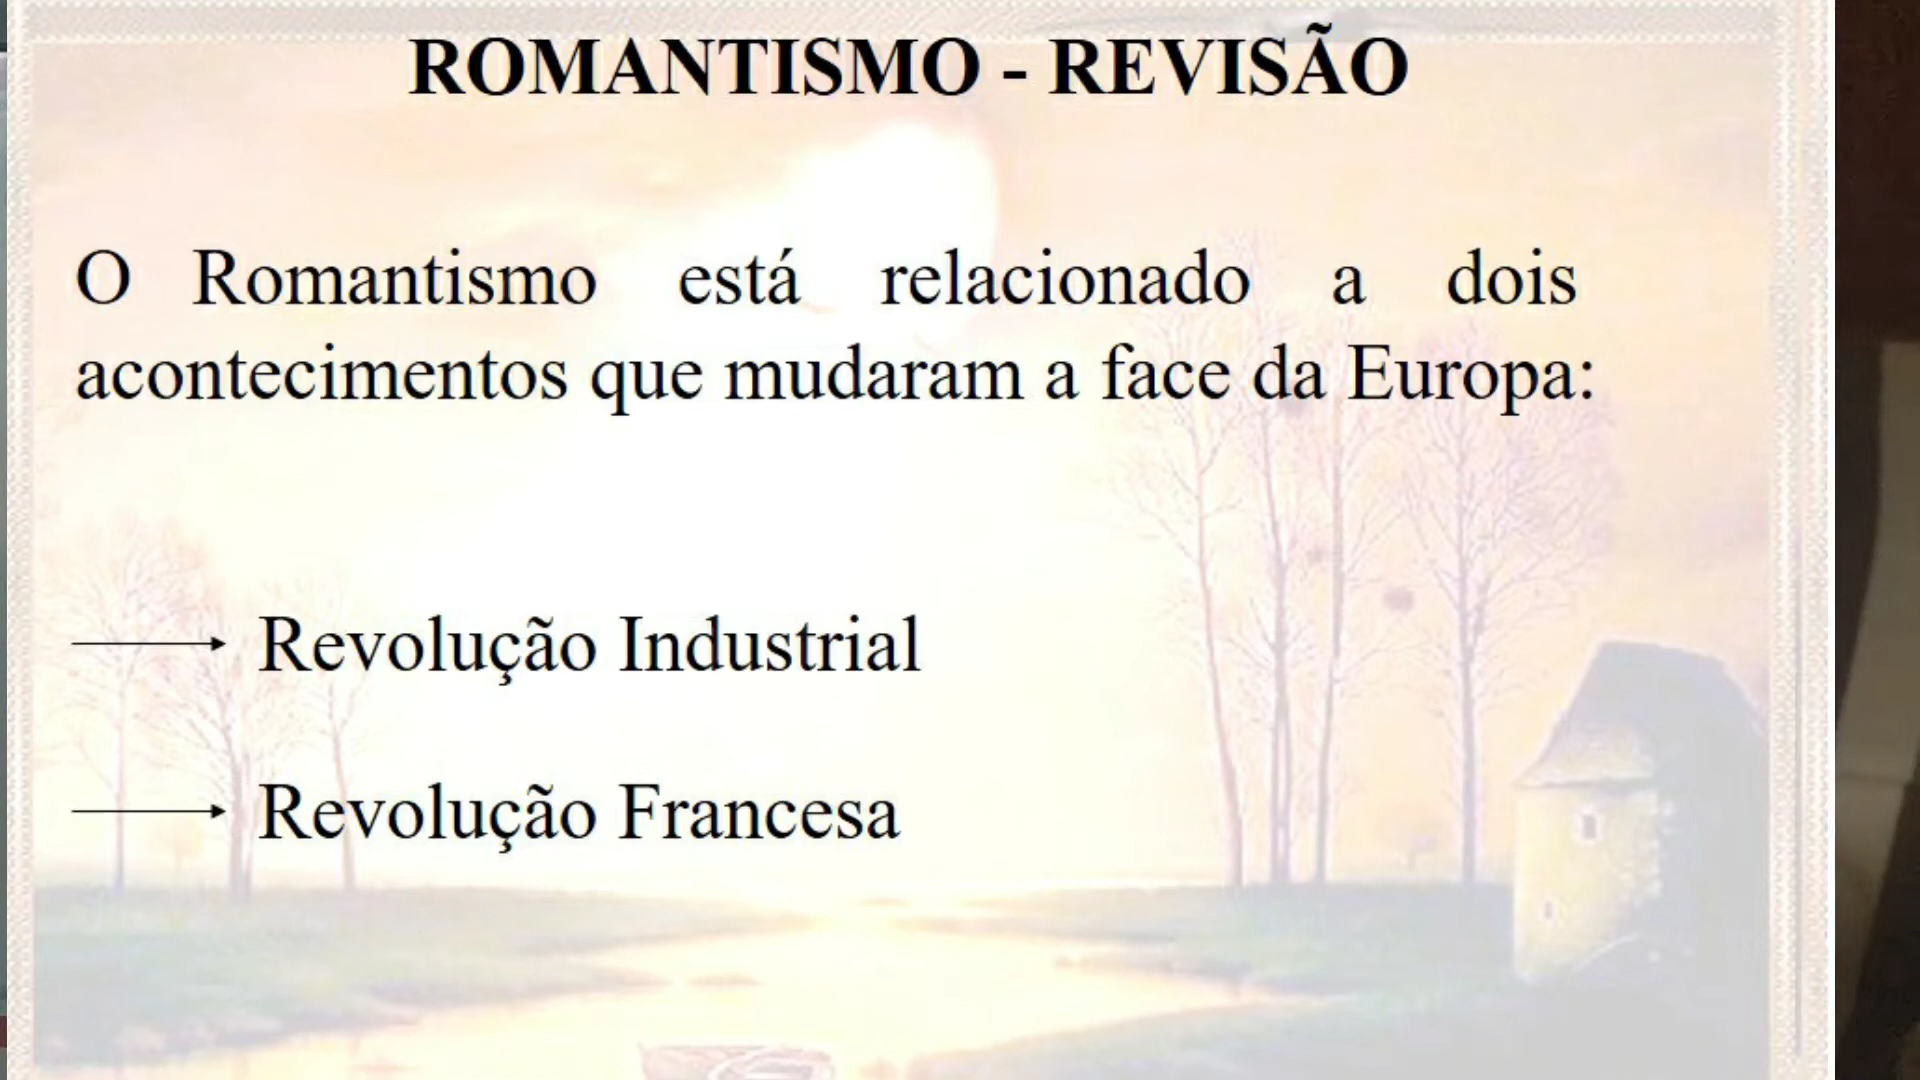 ROMANTISMO - REVISÃO
O Romantismo está relacionado a dois
acontecimentos que mudaram a face da Europa:
Revolução Industrial
Revolução Francesa